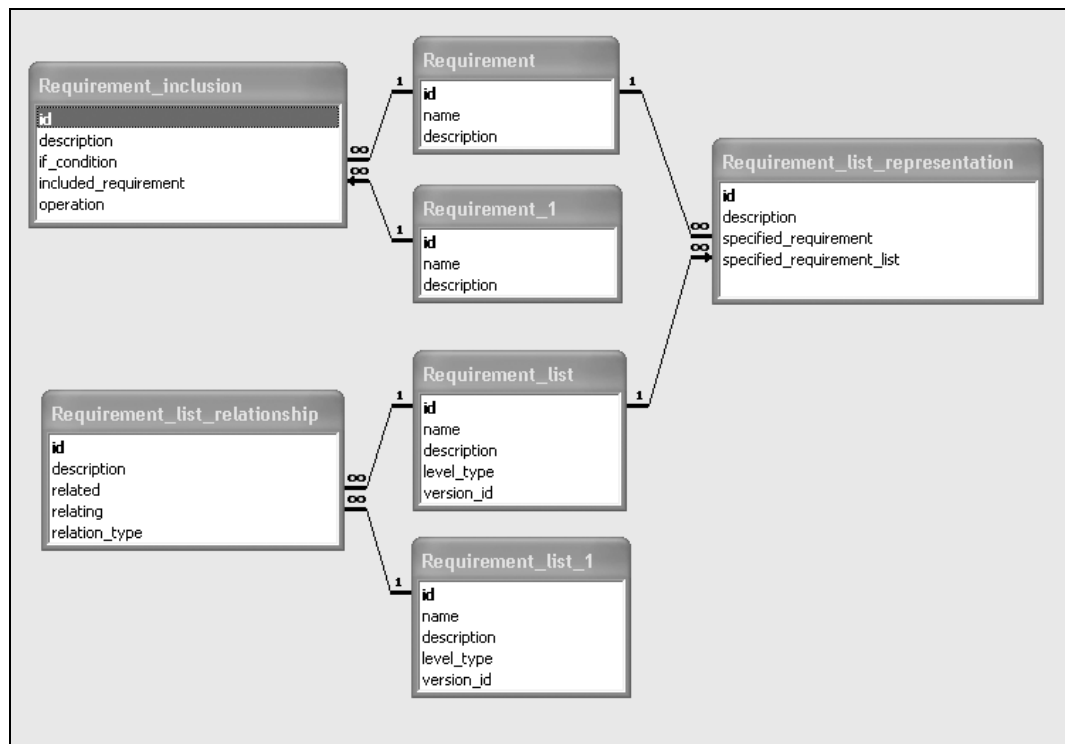 Requirement_inclusion
id
description
if_condition
included_requirement
operation
Requirement
id
name
description
Requirement_1
id
name
description
Requirement_list_representation
id
description
specified_requirement
specified_requirement_list
Requirement_list_relationship
id
description
related
relating
relation_type
Requirement_list
id
name
description
level_type
version_id
Requirement_list_1
id
name
description
level_type
version_id
1
∞
1
∞
1
∞
1
∞
1
∞
1
∞